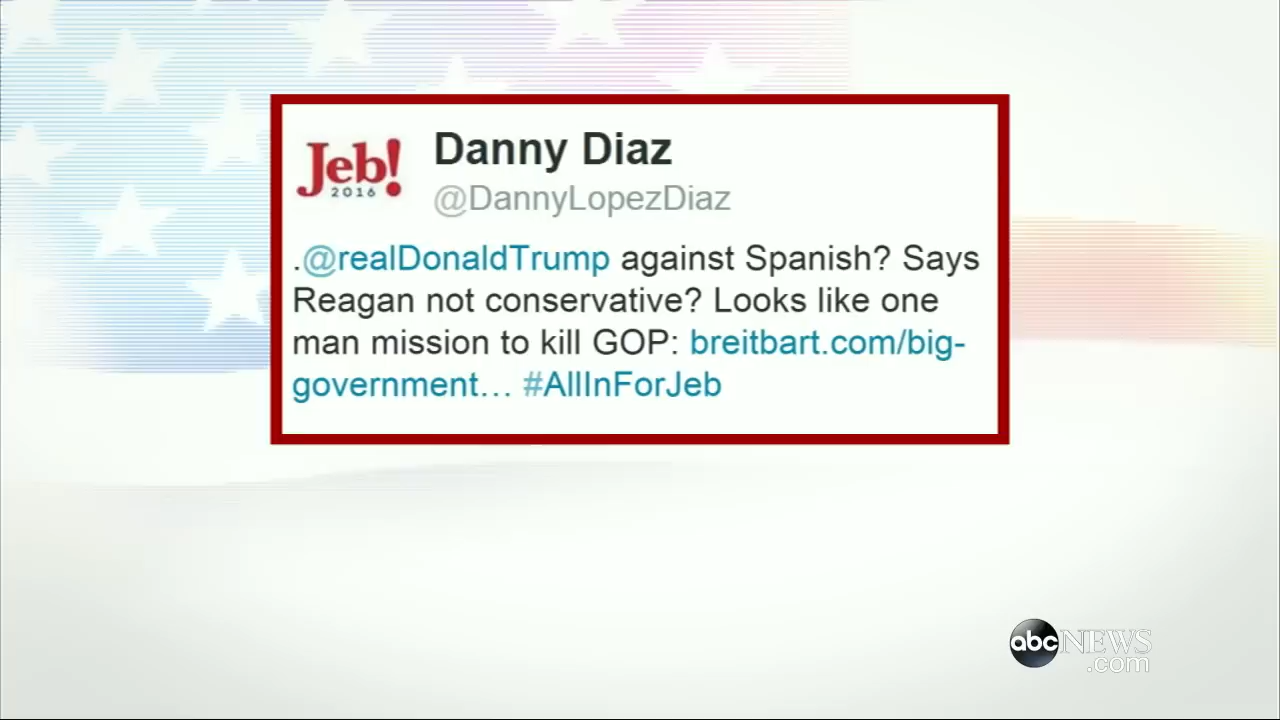 Jeb!
2016
Danny Diaz
@DannyLopezDiaz
.@realDonaldTrump against Spanish? Says
Reagan not conservative? Looks like one
man mission to kill GOP: breitbart.com/big-
government... #AllInForJeb
abc NEWS
.com